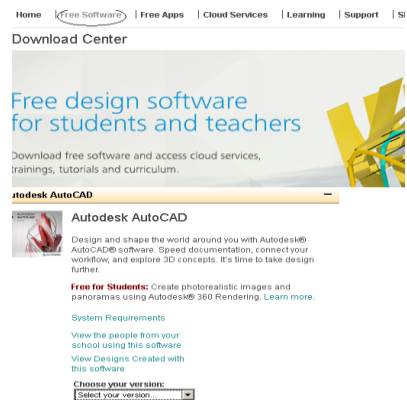 Home | Free Software | Free Apps | Cloud Services | Learning | Support |
Download Center
Free design software
for students and teachers
Download free software and access cloud services,
trainings, tutorials and curriculum.
utodesk AutoCAD
Autodesk AutoCAD
Design and shape the world around you with Autodesk®
AutoCAD® software. Speed documentation, connect your
workflow, and explore 3D concepts. It's time to take design
further.
Free for Students: Create photorealistic images and
panoramas using Autodesk® 360 Rendering. Learn more.
System Requirements
View the people from your
school using this software
View Designs Created with
this software
Choose your version:
Select your version...